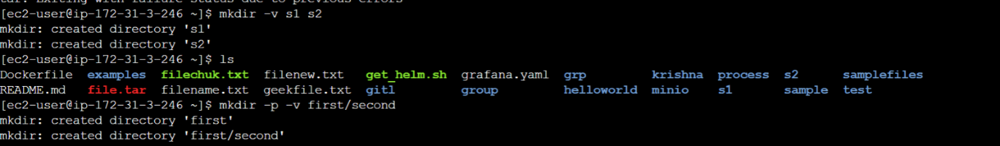 tar: Exiting with failure status due to previous errors
[ec2-user@ip-172-31-3-246 ~]$ mkdir -v s1 s2
mkdir: created directory 's1'
mkdir: created directory 's2'
[ec2-user@ip-172-31-3-246 ~]$ ls
Dockerfile examples filechuk.txt filenew.txt get_helm.sh grafana.yaml grp krishna process s2 samplefiles
README.md file.tar filename.txt geekfile.txt gitl group helloworld minio s1 sample test
[ec2-user@ip-172-31-3-246 ~]$ mkdir -p -v first/second
mkdir: created directory 'first'
mkdir: created directory 'first/second'